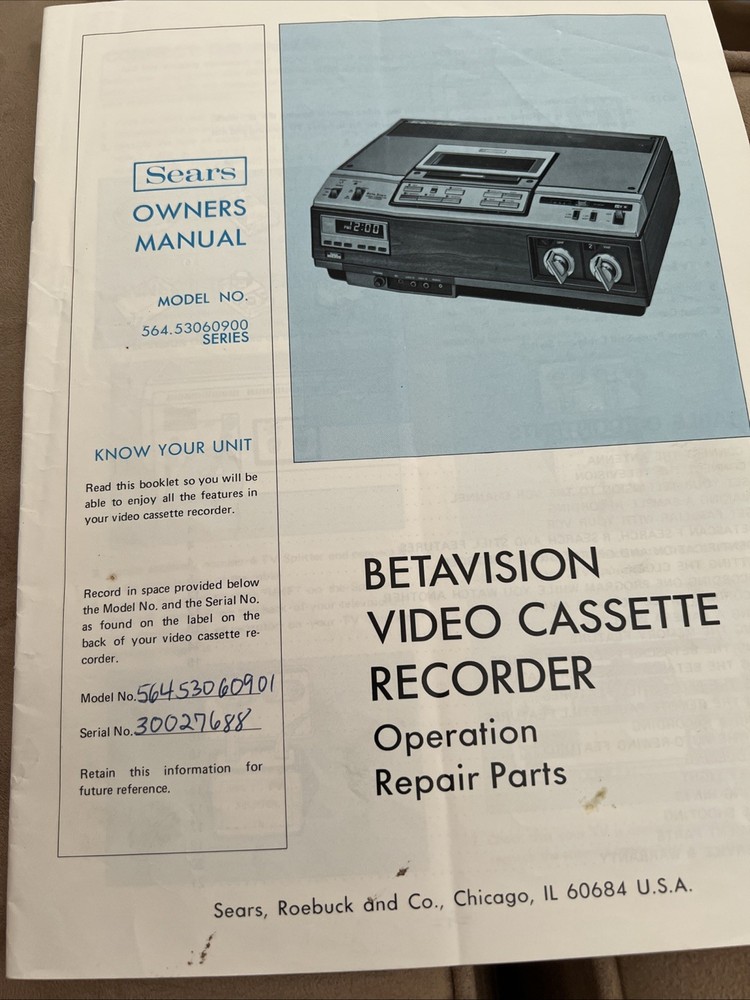 Sears
OWNERS
MANUAL
MODEL NO.
564.53060900
SERIES
KNOW YOUR UNIT
Read this booklet so you will be
able to enjoy all the features in
your video cassette recorder.
Record in space provided below
the Model No. and the Serial No.
as found on the label on the
back of your video cassette re-
corder.
Model No. 56453060901
Serial No. 30027688
Retain this information for
future reference.
12:00
BETAVISION
VIDEO CASSETTE
RECORDER
Operation
Repair Parts
Sears, Roebuck and Co., Chicago, IL 60684 U.S.A.